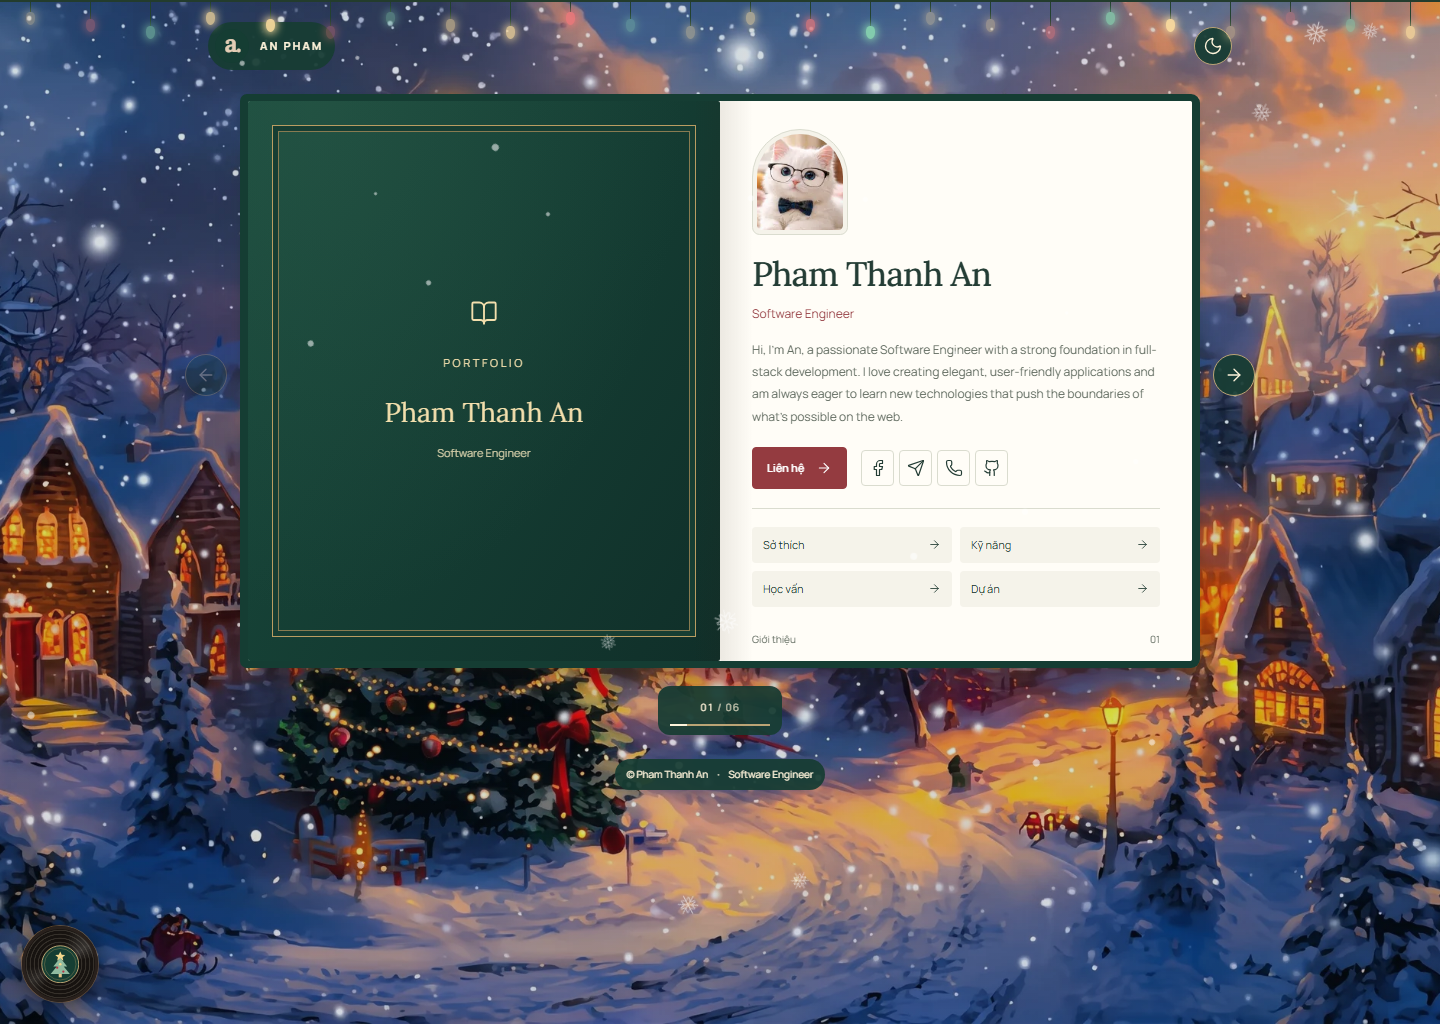 a. AN PHAM
PORTFOLIO
Pham Thanh An
Software Engineer
Pham Thanh An
Software Engineer
Hi, I'm An, a passionate Software Engineer with a strong foundation in full-
stack development. I love creating elegant, user-friendly applications and
am always eager to learn new technologies that push the boundaries of
what's possible on the web.
Liên hệ
Sở thích
Kỹ năng
Học vấn
Dự án
Giới thiệu
01
01 / 06
© Pham Thanh An · Software Engineer